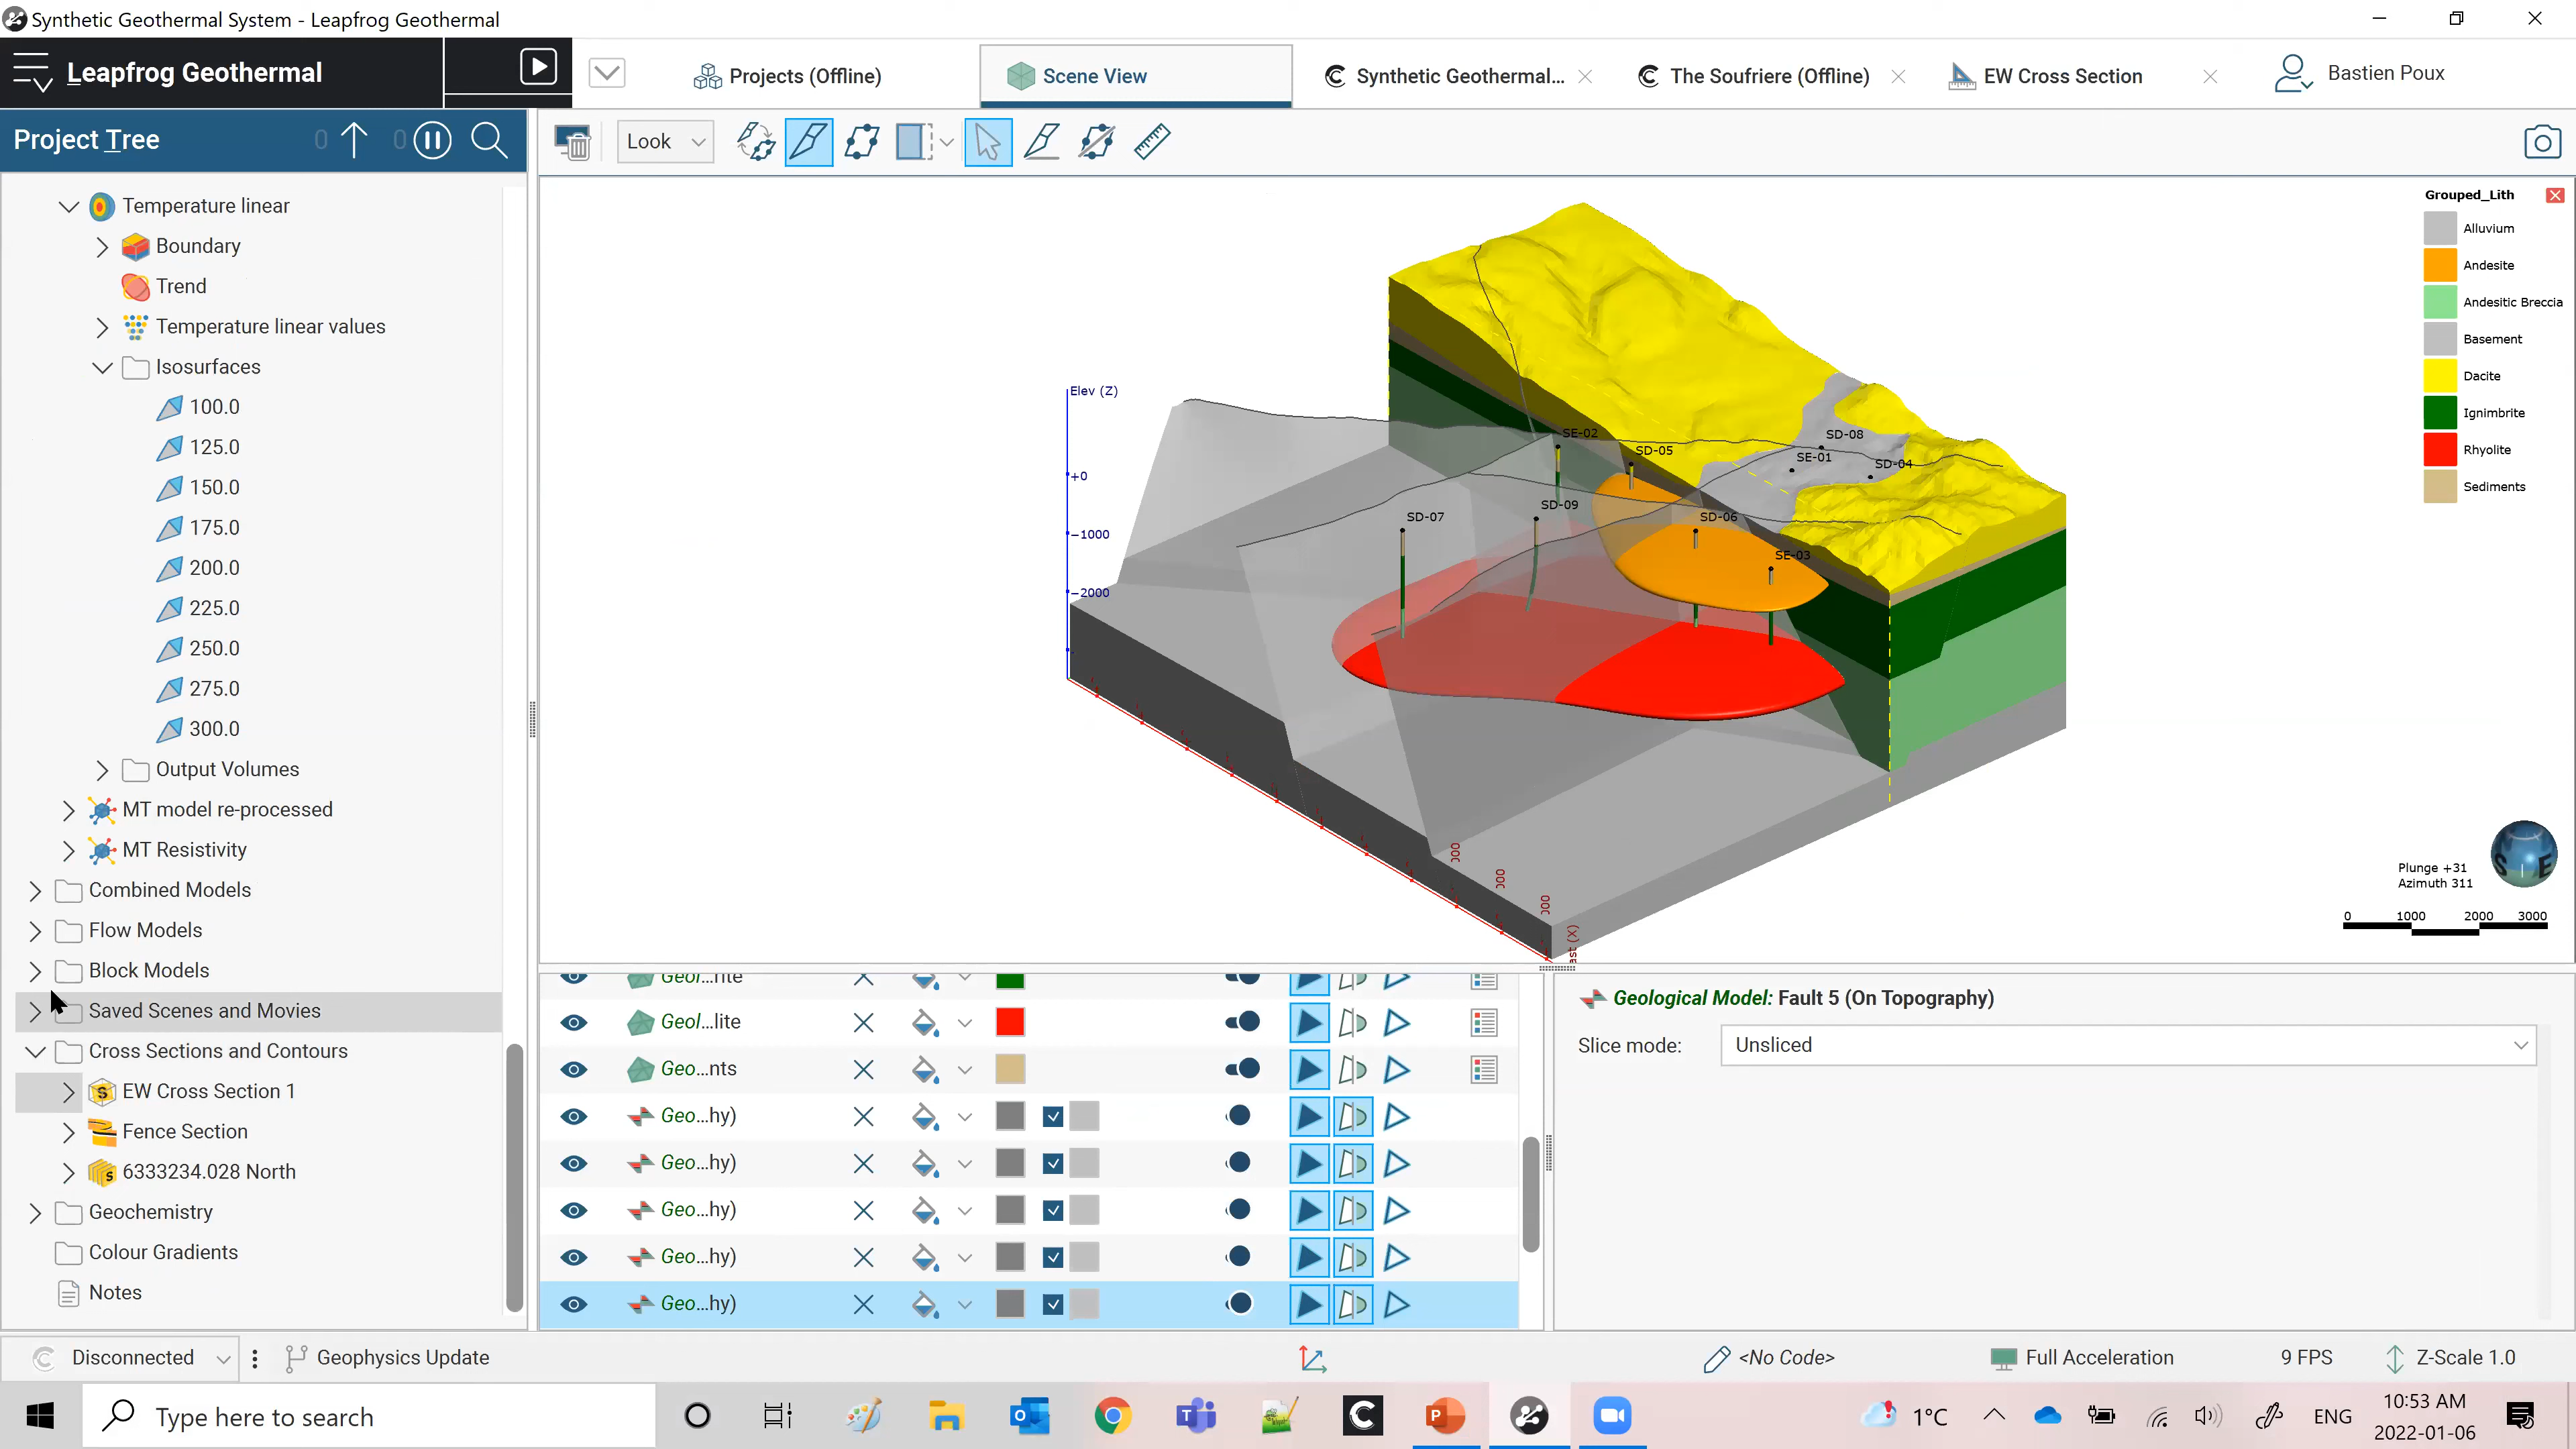 Synthetic Geothermal System - Leapfrog Geothermal
Leapfrog Geothermal
Projects (Offline)
Scene View
Synthetic Geothermal...
The Soufriere (Offline)
EW Cross Section
Bastien Poux
Project Tree
0
0
Look
Temperature linear
Boundary
Trend
Temperature linear values
Isosurfaces
100.0
125.0
150.0
175.0
200.0
225.0
250.0
275.0
300.0
Output Volumes
MT model re-processed
MT Resistivity
Combined Models
Flow Models
Block Models
Saved Scenes and Movies
Cross Sections and Contours
EW Cross Section 1
Fence Section
6333234.028 North
Geochemistry
Colour Gradients
Notes
Elev (Z)
+0
-1000
-2000
SE-02
SD-05
SD-08
SE-01
SD-04
SD-07
SD-09
SD-06
SE-03
000
000
000
ast (X)
Grouped_Lith
Alluvium
Andesite
Andesitic Breccia
Basement
Dacite
Ignimbrite
Rhyolite
Sediments
S E
Plunge +31
Azimuth 311
0 1000 2000 3000
Geol...rite
Geol...lite
Geo...nts
Geo...hy)
Geo...hy)
Geo...hy)
Geo...hy)
Geo...hy)
Geological Model: Fault 5 (On Topography)
Slice mode: Unsliced
Disconnected
Geophysics Update
<No Code>
Full Acceleration
9 FPS
Z-Scale 1.0
Type here to search
1°C
ENG
10:53 AM
2022-01-06